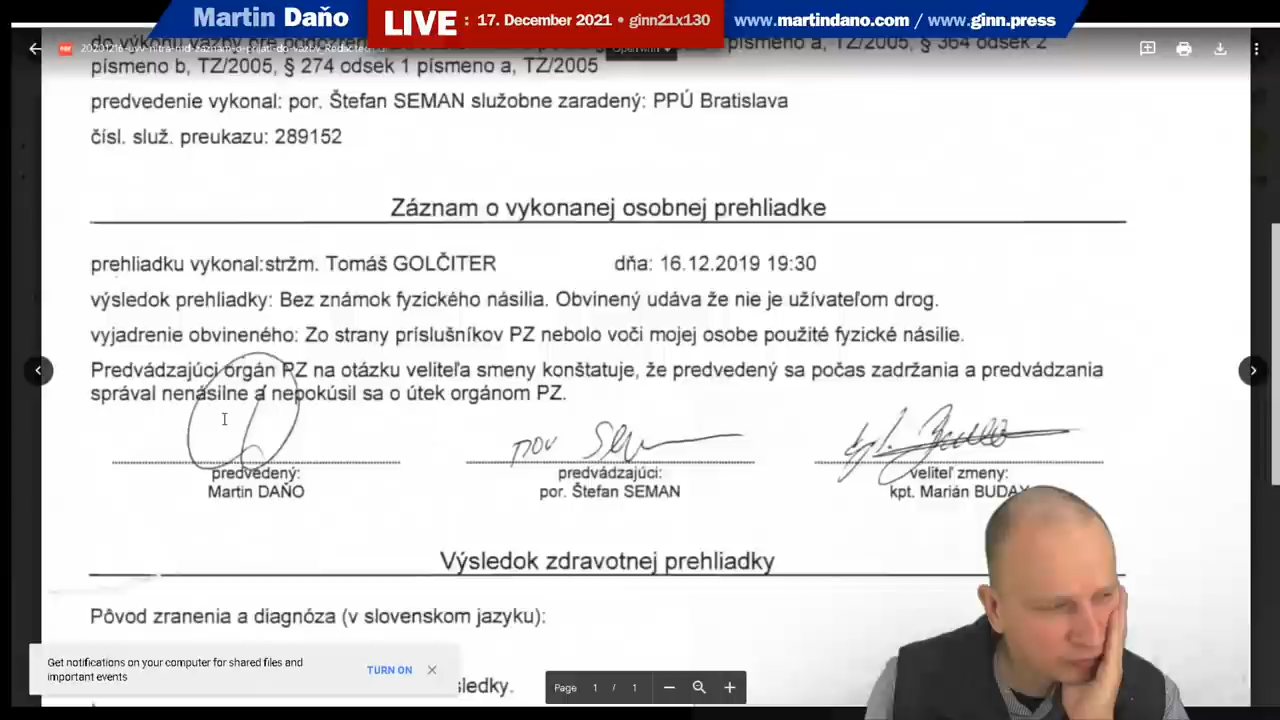 Martin Daňo
LIVE : 17. December 2021 • ginn21x130
www.martindano.com / www.ginn.press
písmeno a, TZ/2005, § 364 odsek 2
písmeno b, TZ/2005, § 274 odsek 1 písmeno a, TZ/2005
predvedenie vykonal: por. Štefan SEMAN služobne zaradený: PPÚ Bratislava
čísl. služ. preukazu: 289152
Záznam o vykonanej osobnej prehliadke
prehliadku vykonal:stržm. Tomáš GOLČITER dňa: 16.12.2019 19:30
výsledok prehliadky: Bez známok fyzického násilia. Obvinený udáva že nie je užívateľom drog.
vyjadrenie obvineného: Zo strany príslušníkov PZ nebolo voči mojej osobe použité fyzické násilie.
Predvádzajúci orgán PZ na otázku veliteľa smeny konštatuje, že predvedený sa počas zadržania a predvádzania
správal nenásilne a nepokúsil sa o útek orgánom PZ.
predvedený: predvádzajúci: veliteľ zmeny:
Martin DAŇO por. Štefan SEMAN kpt. Marián BUDAY
Výsledok zdravotnej prehliadky
Pôvod zranenia a diagnóza (v slovenskom jazyku):
Get notifications on your computer for shared files and
important events
TURN ON
Page 1 / 1